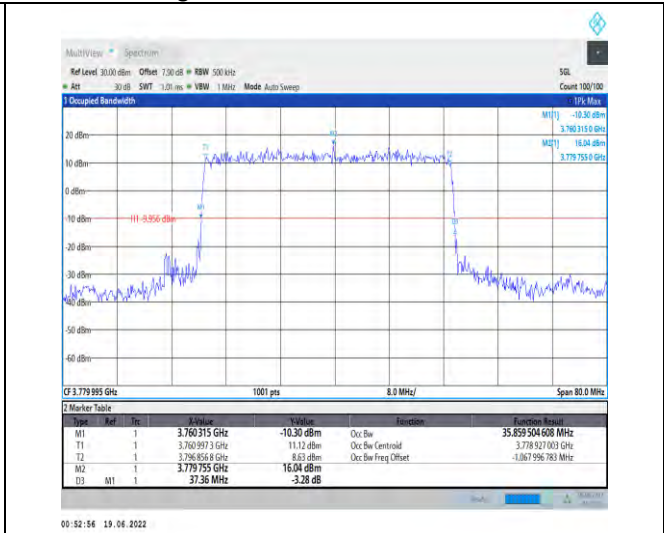 MultiView Spectrum
Ref Level 30.00 dBm Offset 7.50 dB RBW 500 kHz SGL
Att 30 dB SWT 1.01 ms VBW 1 MHz Mode Auto Sweep Count 100/100
1 Occupied Bandwidth 1Pk Max
M1[1] -10.30 dBm
3.760 315 0 GHz
M2[1] 16.04 dBm
3.779 755 0 GHz
20 dBm
M2
T1
T2
10 dBm
0 dBm
M1
-10 dBm
H1 -9.956 dBm
D3
-20 dBm
-30 dBm
-40 dBm
-50 dBm
-60 dBm
CF 3.779 995 GHz 1001 pts 8.0 MHz/ Span 80.0 MHz
2 Marker Table
Type Ref Trc X-Value Y-Value Function Function Result
M1 1 3.760315 GHz -10.30 dBm Occ Bw 35.859 504 608 MHz
T1 1 3.760 997 3 GHz 11.12 dBm Occ Bw Centroid 3.778 927 003 GHz
T2 1 3.796 856 8 GHz 8.63 dBm Occ Bw Freq Offset -1.067 996 783 MHz
M2 1 3.779755 GHz 16.04 dBm
D3 M1 1 37.36 MHz -3.28 dB
00:52:56 19.06.2022